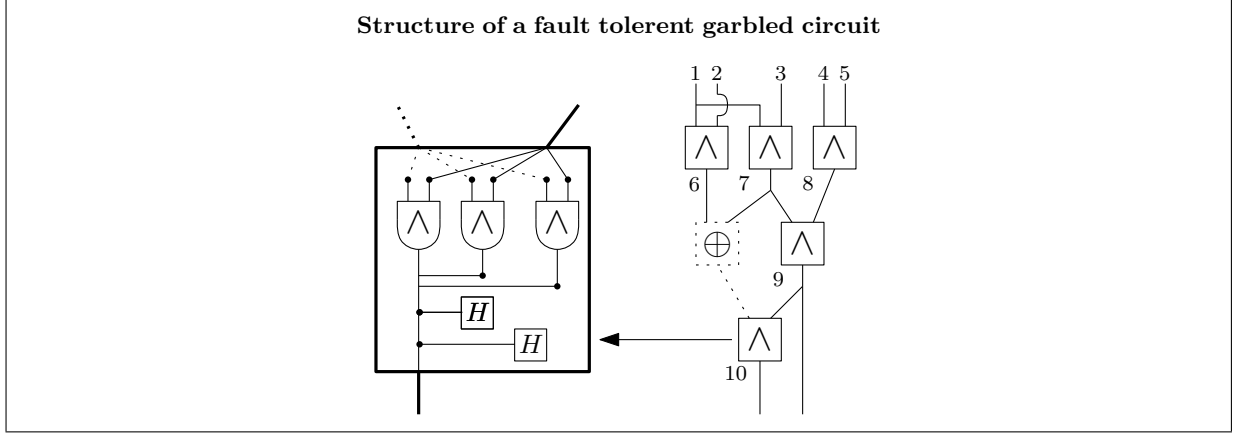 Structure of a fault tolerent garbled circuit
1 2 3 4 5
∧ ∧ ∧
6 7 8
∧ ∧ ∧
⊕ ∧
9
H
H
∧
10